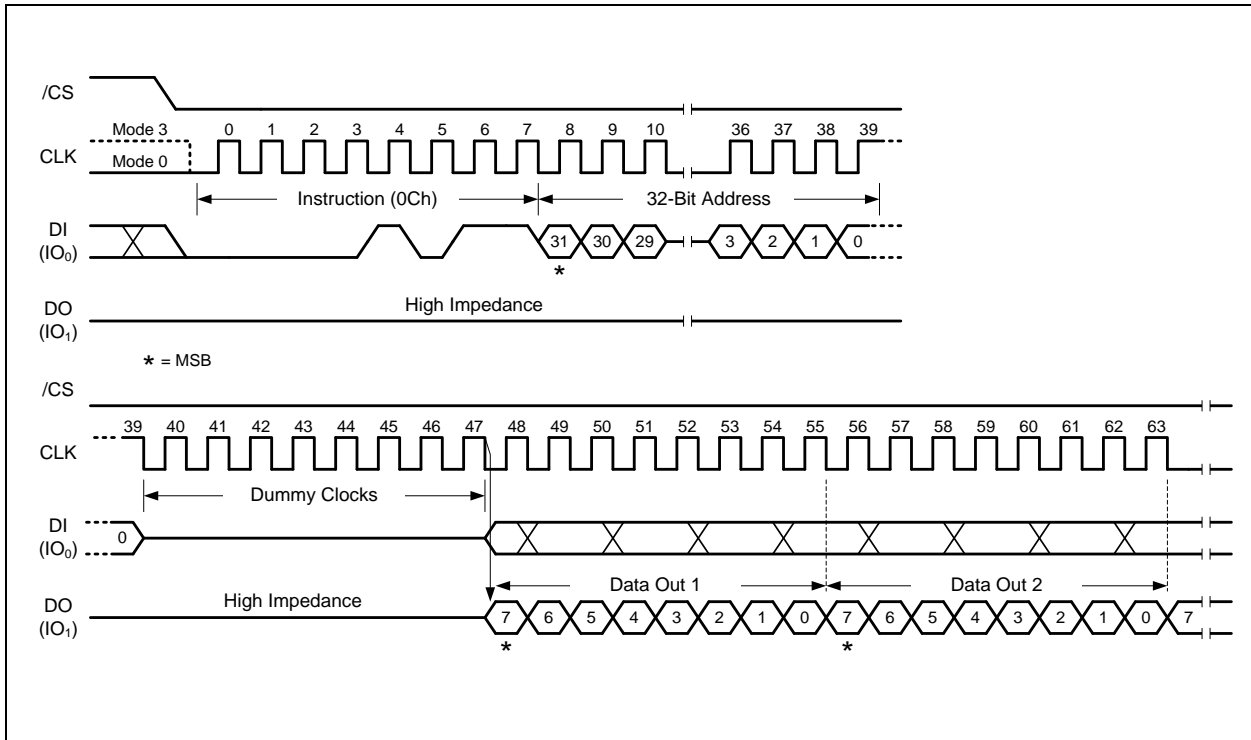 /CS
Mode 3 0 1 2 3 4 5 6 7 8 9 10 36 37 38 39
CLK
Mode 0
Instruction (0Ch) 32-Bit Address
DI
(IO₀)
31 30 29 3 2 1 0
*
DO
(IO₁)
High Impedance
* = MSB
/CS
39 40 41 42 43 44 45 46 47 48 49 50 51 52 53 54 55 56 57 58 59 60 61 62 63
CLK
Dummy Clocks
DI
(IO₀)
0
Data Out 1 Data Out 2
DO
(IO₁)
High Impedance
7 6 5 4 3 2 1 0 7 6 5 4 3 2 1 0 7
* *